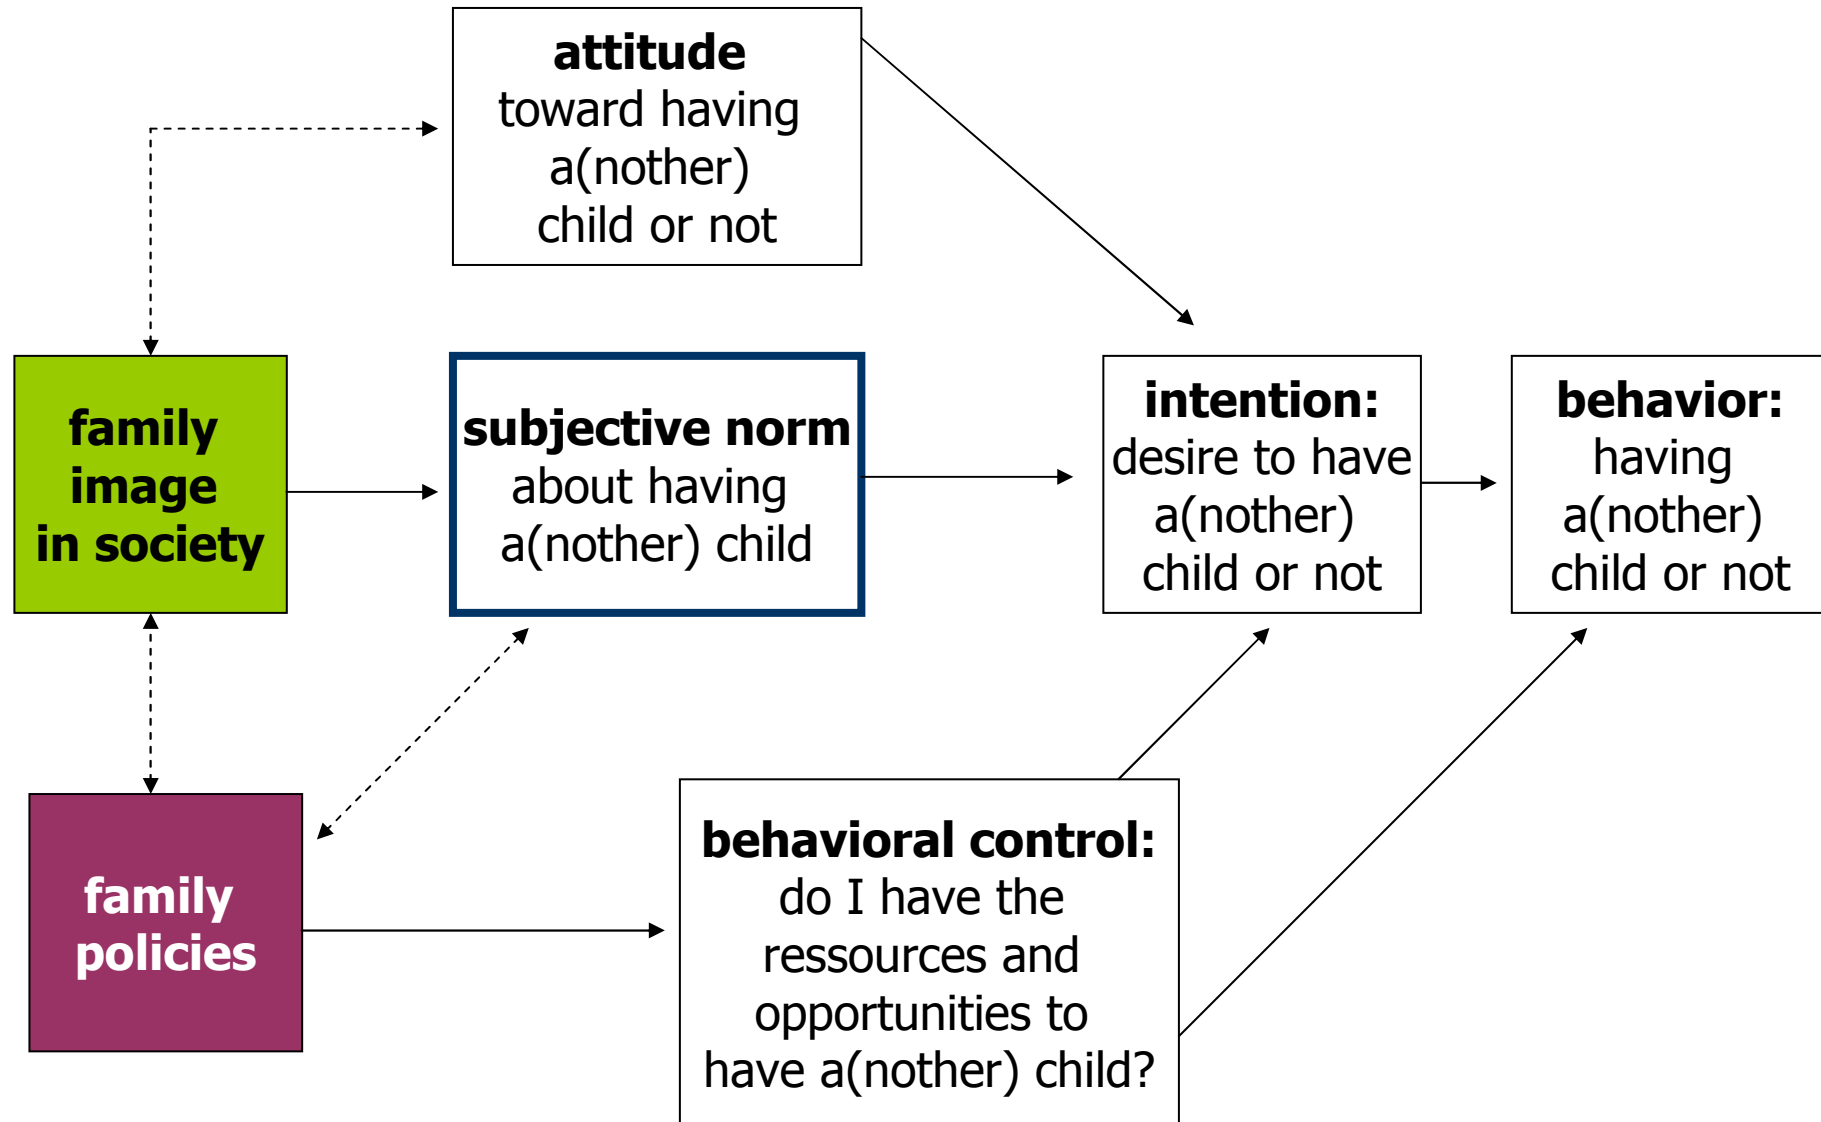 attitude
toward having
a(nother)
child or not
family
image
in society
subjective norm
about having
a(nother) child
intention:
desire to have
a(nother)
child or not
behavior:
having
a(nother)
child or not
family
policies
behavioral control:
do I have the
ressources and
opportunities to
have a(nother) child?